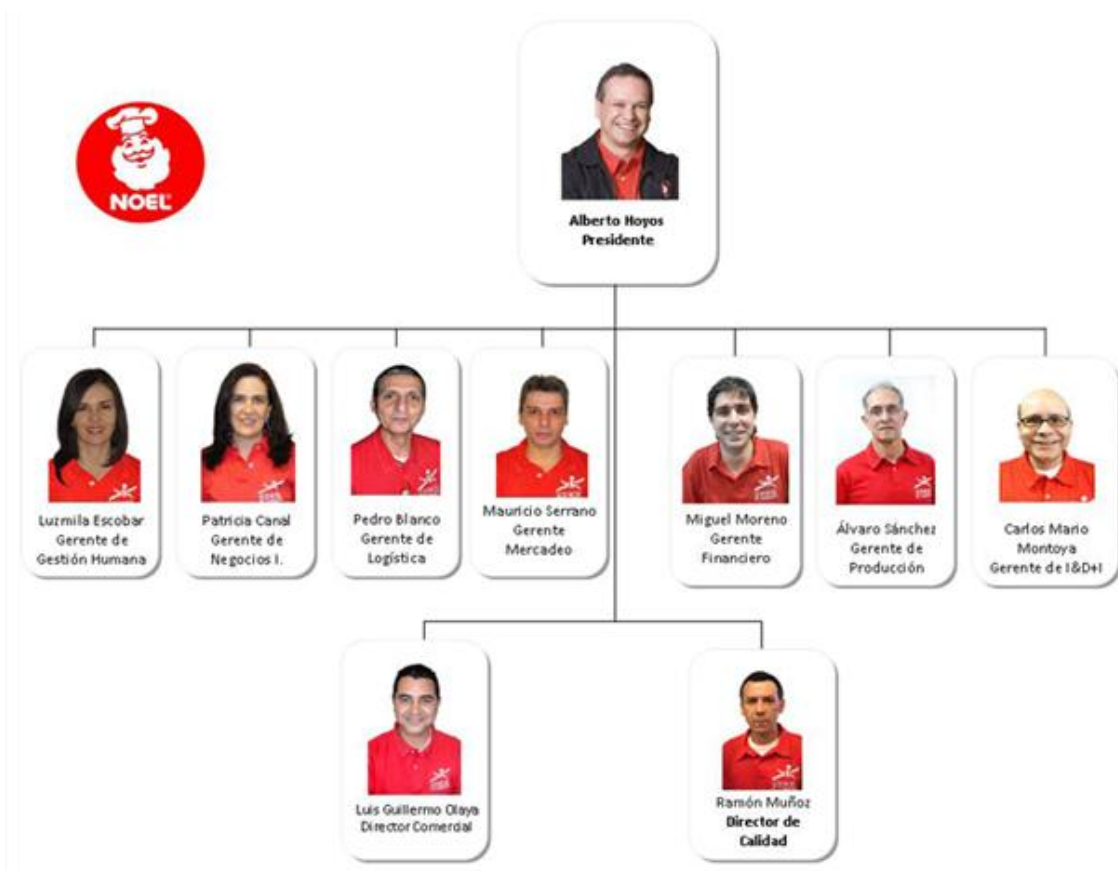 NOEL
Alberto Hoyos
Presidente
Luzmila Escobar
Gerente de
Gestión Humana
Patricia Canal
Gerente de
Negocios I.
Pedro Blanco
Gerente de
Logística
Mauricio Serrano
Gerente
Mercadeo
Miguel Moreno
Gerente
Financiero
Álvaro Sánchez
Gerente de
Producción
Carlos Mario
Montoya
Gerente de I&D+I
Luis Guillermo Olaya
Director Comercial
Ramón Muñoz
Director de
Calidad